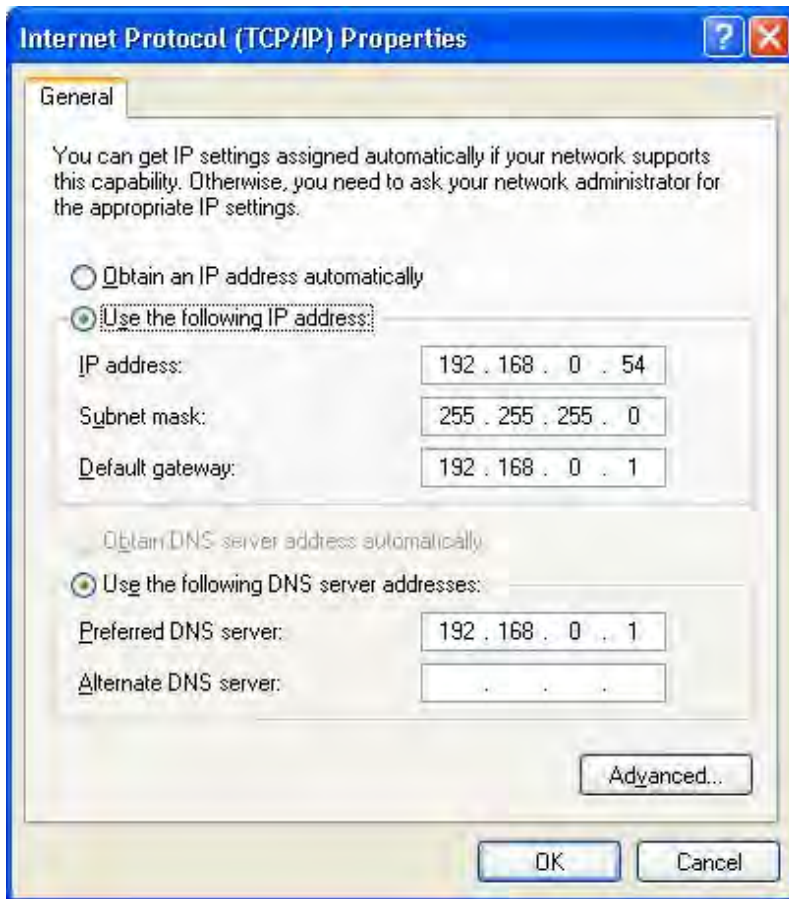 Internet Protocol (TCP/IP) Properties
General
You can get IP settings assigned automatically if your network supports
this capability. Otherwise, you need to ask your network administrator for
the appropriate IP settings.
Obtain an IP address automatically
Use the following IP address:
IP address: 192 . 168 . 0 . 54
Subnet mask: 255 . 255 . 255 . 0
Default gateway: 192 . 168 . 0 . 1
Obtain DNS server address automatically
Use the following DNS server addresses:
Preferred DNS server: 192 . 168 . 0 . 1
Alternate DNS server: . . .
Advanced...
OK Cancel